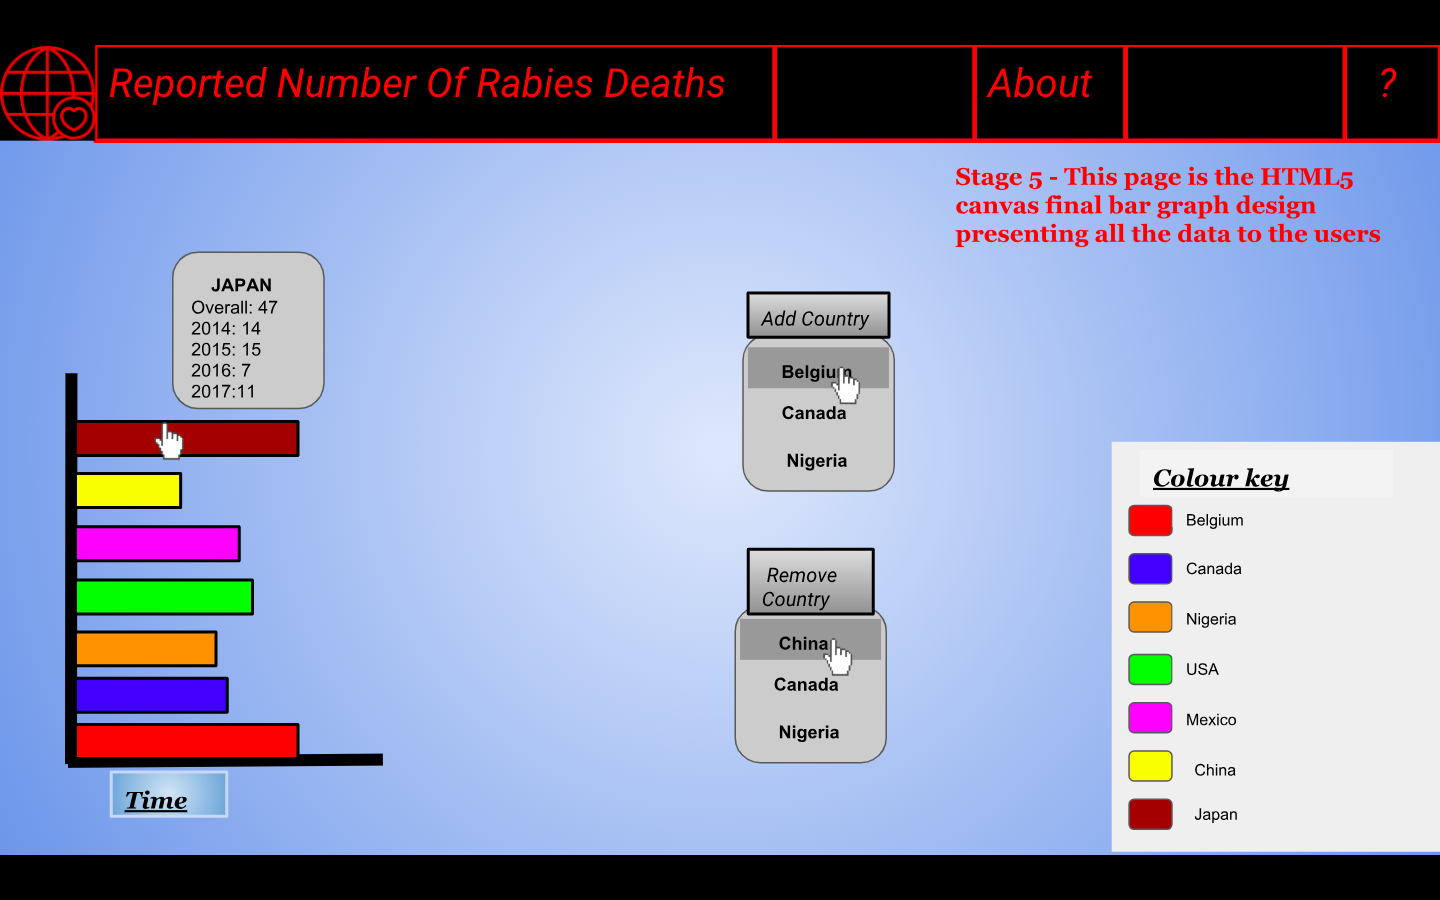 Reported Number Of Rabies Deaths
About
?
Stage 5 - This page is the HTML5
canvas final bar graph design
presenting all the data to the users
JAPAN
Overall: 47
2014: 14
2015: 15
2016: 7
2017:11
Time
Add Country
Belgium
Canada
Nigeria
Remove
Country
China
Canada
Nigeria
Colour key
Belgium
Canada
Nigeria
USA
Mexico
China
Japan